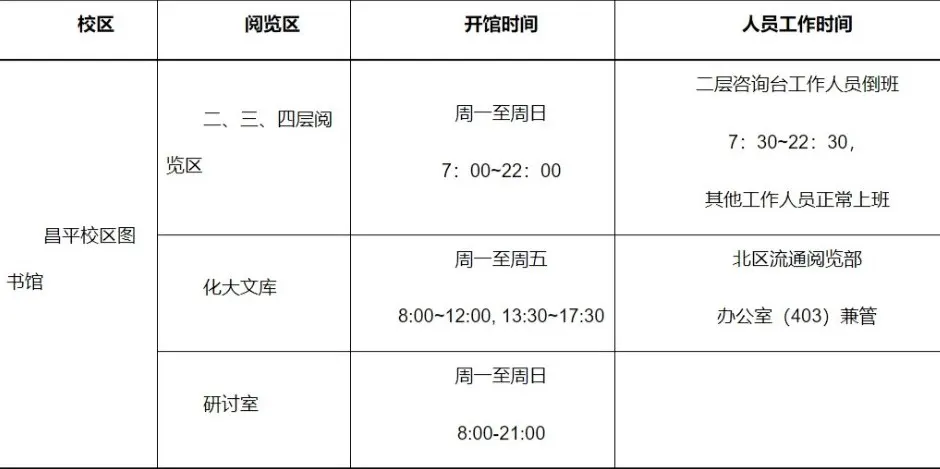 校区
阅览区
开馆时间
人员工作时间
昌平校区图
书馆
二、三、四层阅
览区
周一至周日
7：00~22：00
二层咨询台工作人员倒班
7：30~22：30，
其他工作人员正常上班
化大文库
周一至周五
8:00~12:00, 13:30~17:30
北区流通阅览部
办公室（403）兼管
研讨室
周一至周日
8:00-21:00